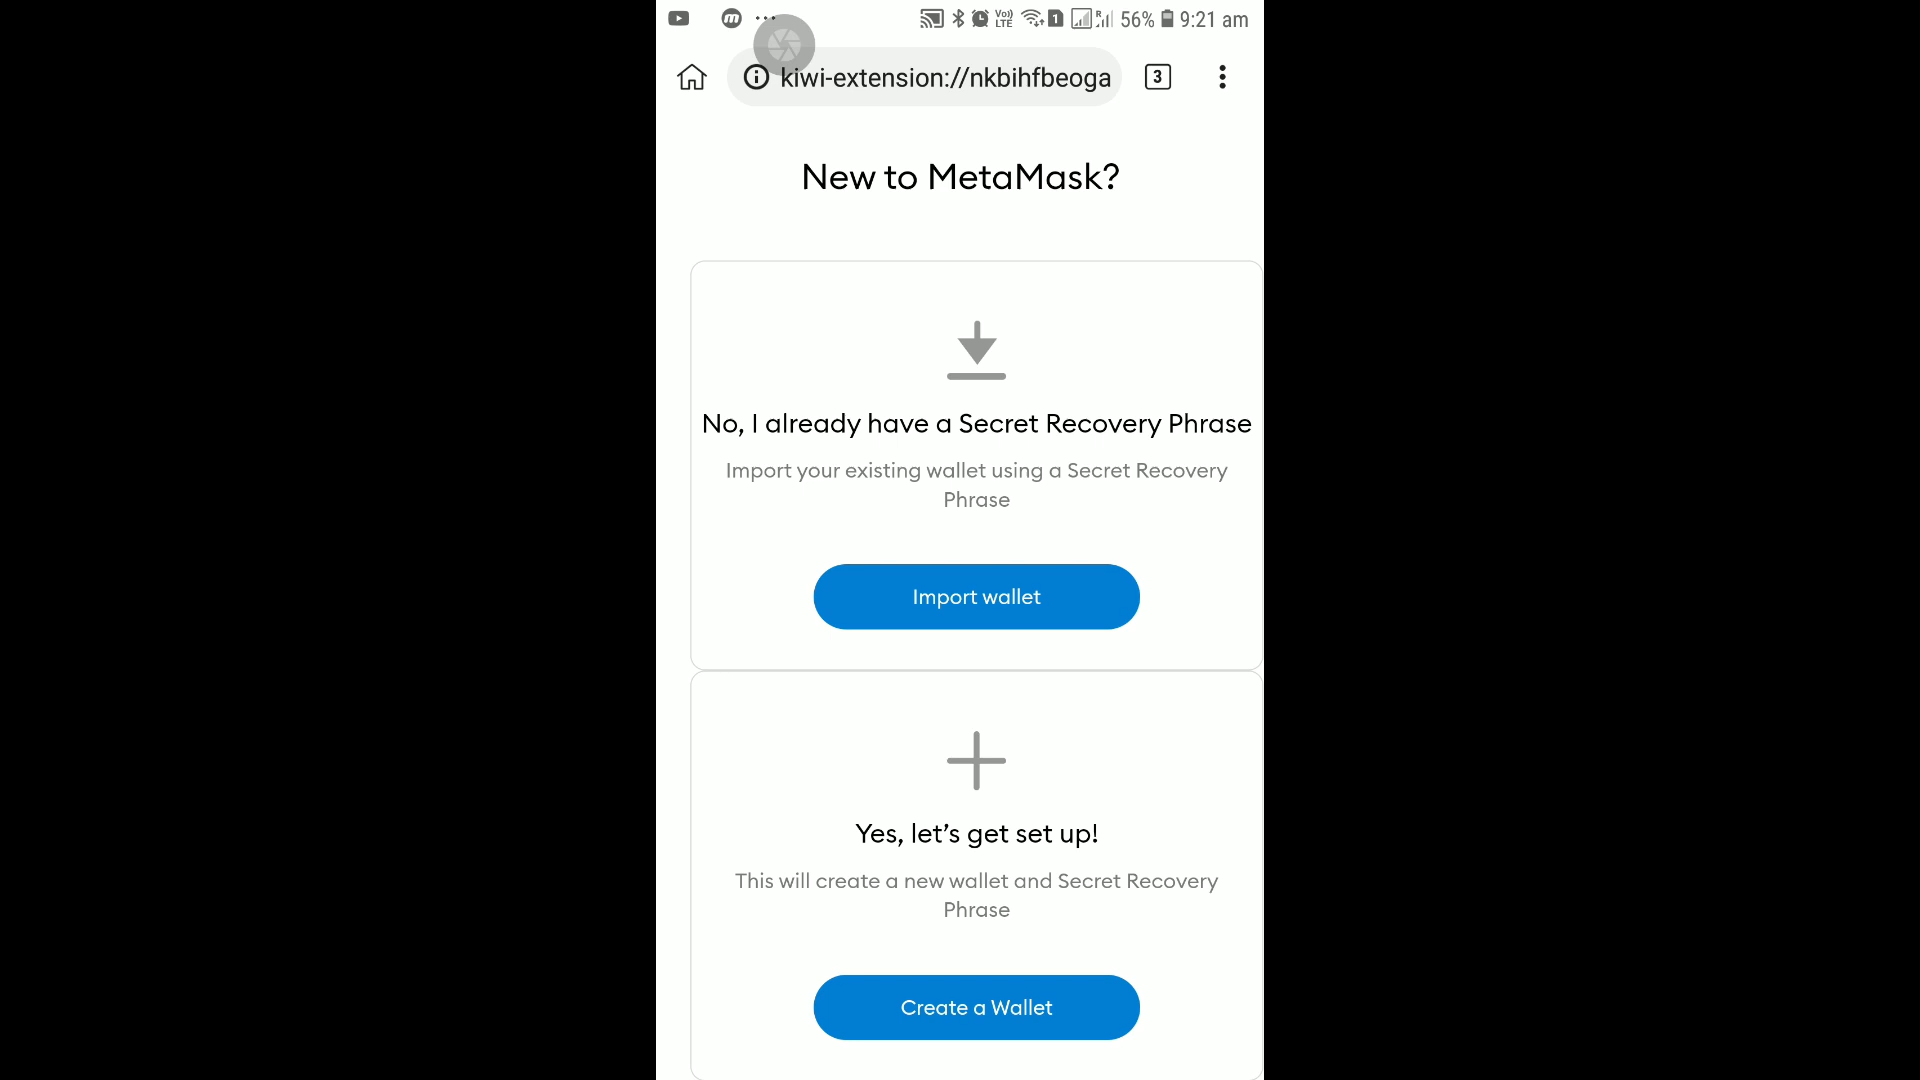 56% 9:21 am
kiwi-extension://nkbihfbeoga
3
New to MetaMask?
No, I already have a Secret Recovery Phrase
Import your existing wallet using a Secret Recovery
Phrase
Import wallet
Yes, let’s get set up!
This will create a new wallet and Secret Recovery
Phrase
Create a Wallet